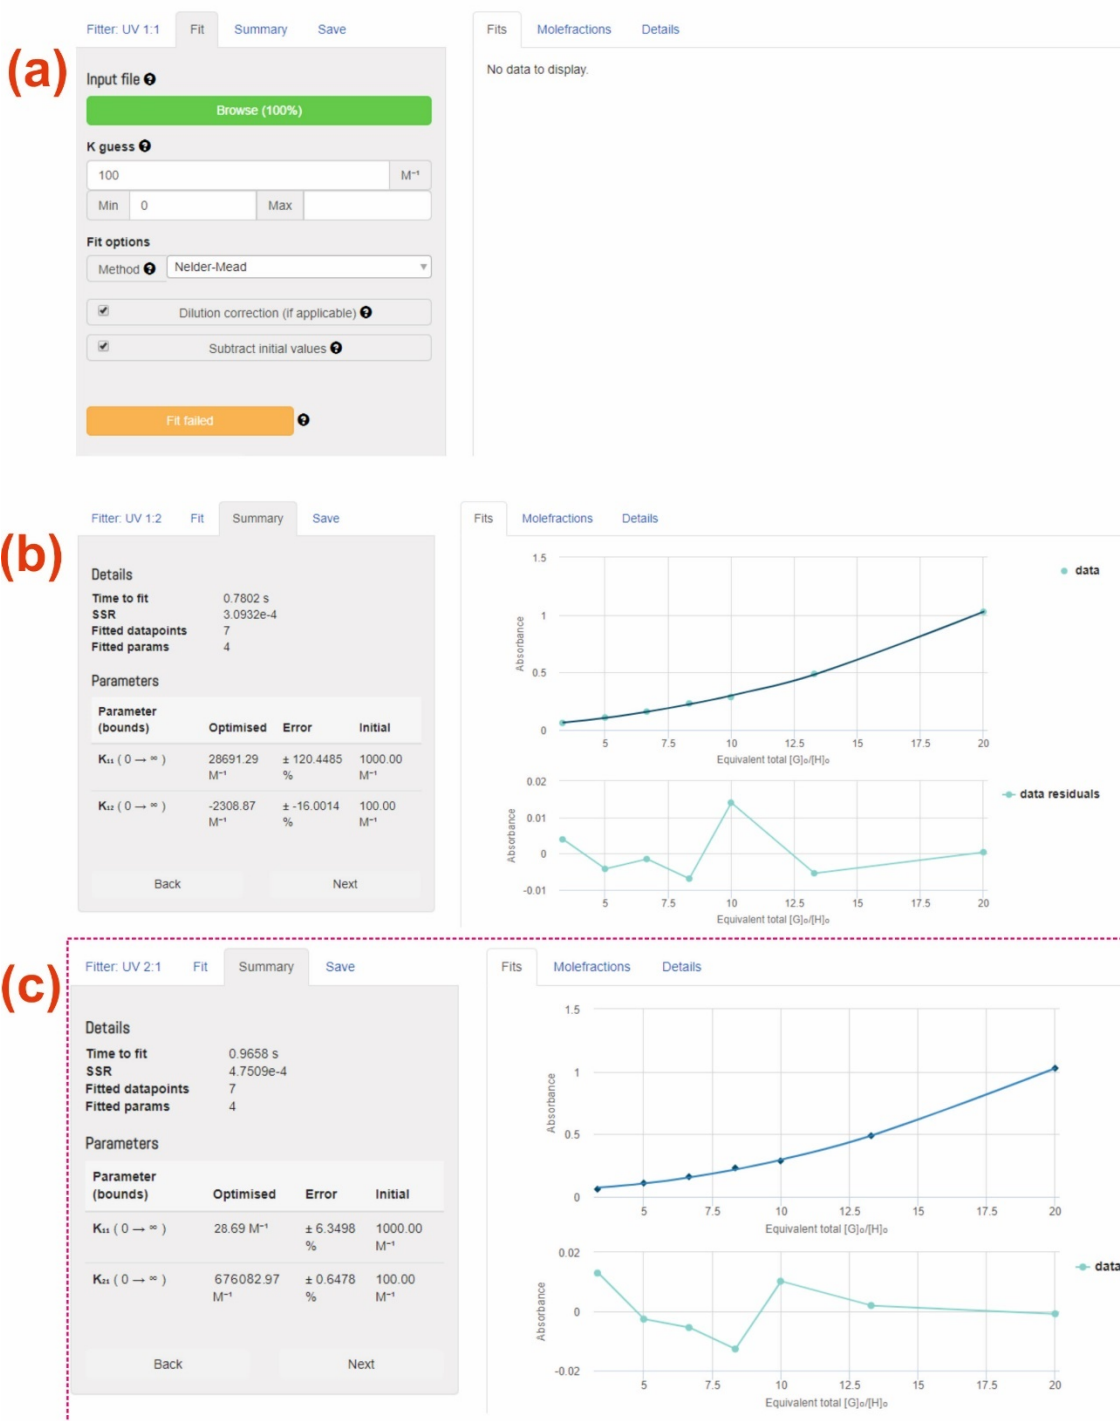 (a)
Fitter: UV 1:1 Fit Summary Save
Input file
Browse (100%)
K guess
100 M⁻¹
Min 0 Max
Fit options
Method Nelder-Mead
Dilution correction (if applicable)
Subtract initial values
Fit failed
Fits Molefractions Details
No data to display.
(b)
Fitter: UV 1:2 Fit Summary Save
Details
Time to fit 0.7802 s
SSR 3.0932e-4
Fitted datapoints 7
Fitted params 4
Parameters
Parameter
(bounds) Optimised Error Initial
K₁₁ ( 0 → ∞ ) 28691.29 ± 120.4485 1000.00
M⁻¹ % M⁻¹
K₁₂ ( 0 → ∞ ) -2308.87 ± -16.0014 100.00
M⁻¹ % M⁻¹
Back Next
Fits Molefractions Details
1.5
1
0.5
0
Absorbance
5 7.5 10 12.5 15 17.5 20
Equivalent total [G]₀/[H]₀
data
0.02
0.01
0
-0.01
Absorbance
5 7.5 10 12.5 15 17.5 20
Equivalent total [G]₀/[H]₀
data residuals
(c)
Fitter: UV 2:1 Fit Summary Save
Details
Time to fit 0.9658 s
SSR 4.7509e-4
Fitted datapoints 7
Fitted params 4
Parameters
Parameter
(bounds) Optimised Error Initial
K₁₁ ( 0 → ∞ ) 28.69 M⁻¹ ± 6.3498 1000.00
% M⁻¹
K₂₁ ( 0 → ∞ ) 676082.97 ± 0.6478 100.00
M⁻¹ % M⁻¹
Back Next
Fits Molefractions Details
1.5
1
0.5
0
Absorbance
5 7.5 10 12.5 15 17.5 20
Equivalent total [G]₀/[H]₀
0.02
0
-0.02
Absorbance
5 7.5 10 12.5 15 17.5 20
Equivalent total [G]₀/[H]₀
data